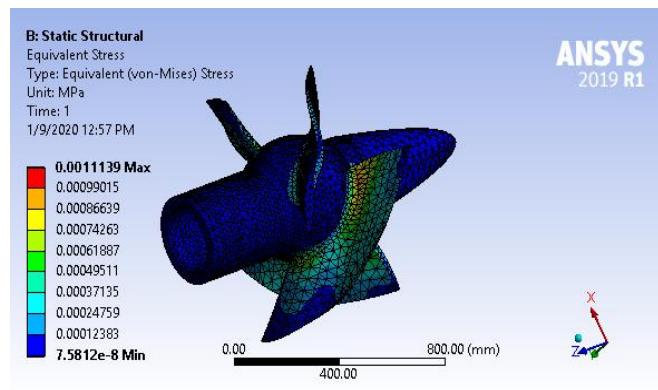 B: Static Structural
Equivalent Stress
Type: Equivalent (von-Mises) Stress
Unit: MPa
Time: 1
1/9/2020 12:57 PM
ANSYS
2019 R1
0.0011139 Max
0.00099015
0.00086639
0.00074263
0.00061887
0.00049511
0.00037135
0.00024759
0.00012383
7.5812e-8 Min
0.00
800.00 (mm)
400.00
X
Z
Y